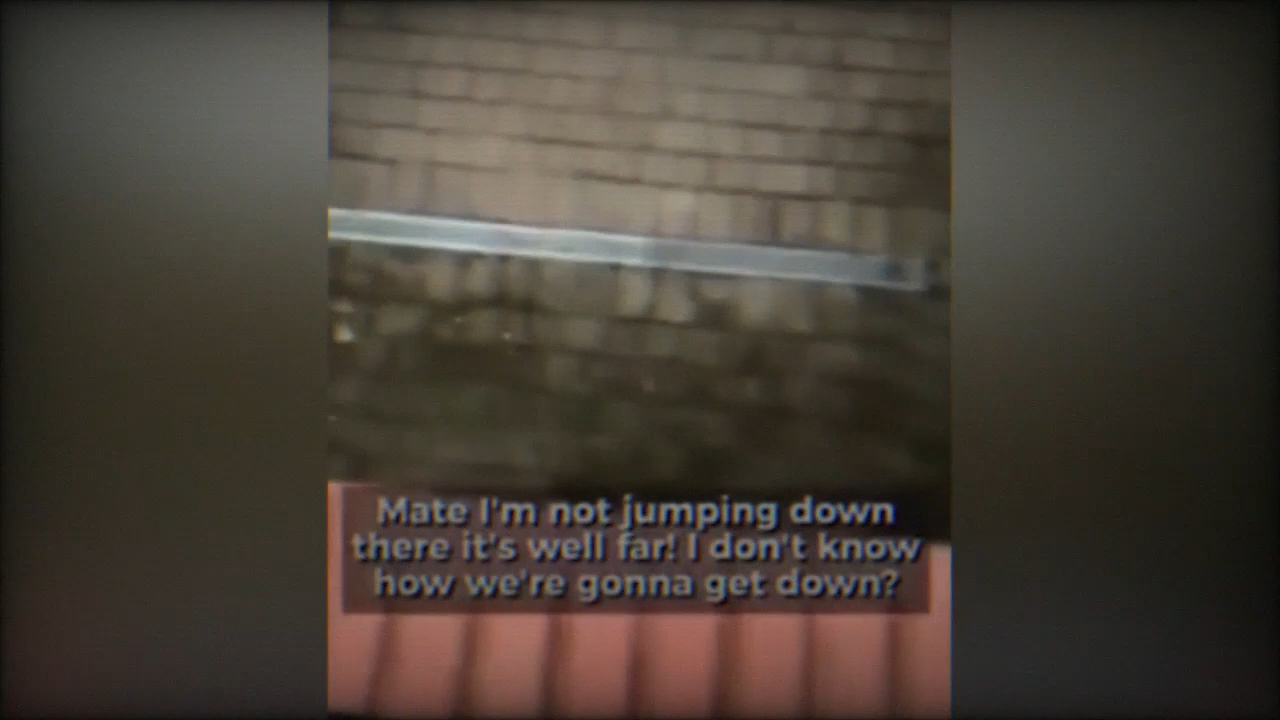 Mate I'm not jumping down
there it's well far! I don't know
how we're gonna get down?